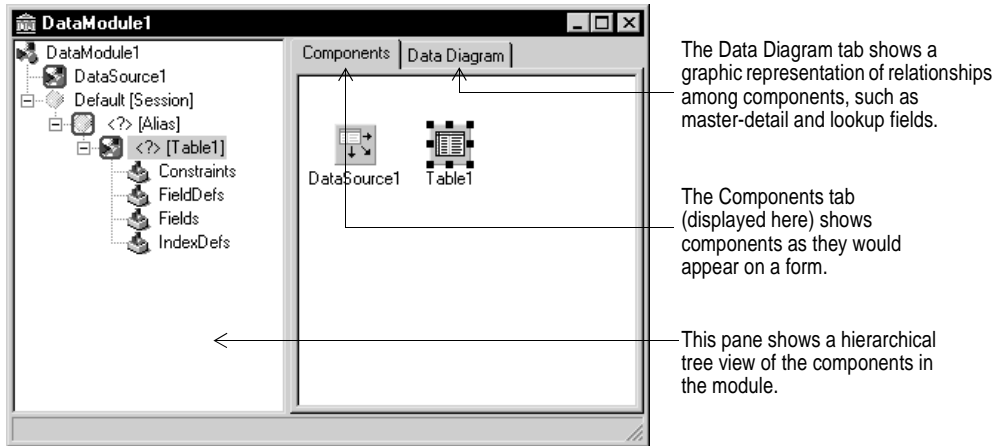 DataModule1
DataModule1
DataSource1
Default [Session]
<?> [Alias]
<?> [Table1]
Constraints
FieldDefs
Fields
IndexDefs
Components
Data Diagram
DataSource1
Table1
The Data Diagram tab shows a
graphic representation of relationships
among components, such as
master-detail and lookup fields.
The Components tab
(displayed here) shows
components as they would
appear on a form.
This pane shows a hierarchical
tree view of the components in
the module.